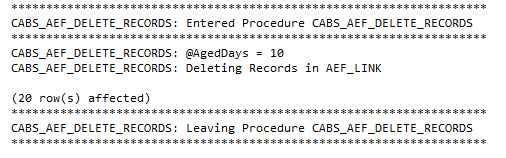 ********************************************************************
CABS_AEF_DELETE_RECORDS: Entered Procedure CABS_AEF_DELETE_RECORDS
********************************************************************
CABS_AEF_DELETE_RECORDS: @AgedDays = 10
CABS_AEF_DELETE_RECORDS: Deleting Records in AEF_LINK
(20 row(s) affected)
********************************************************************
CABS_AEF_DELETE_RECORDS: Leaving Procedure CABS_AEF_DELETE_RECORDS
********************************************************************